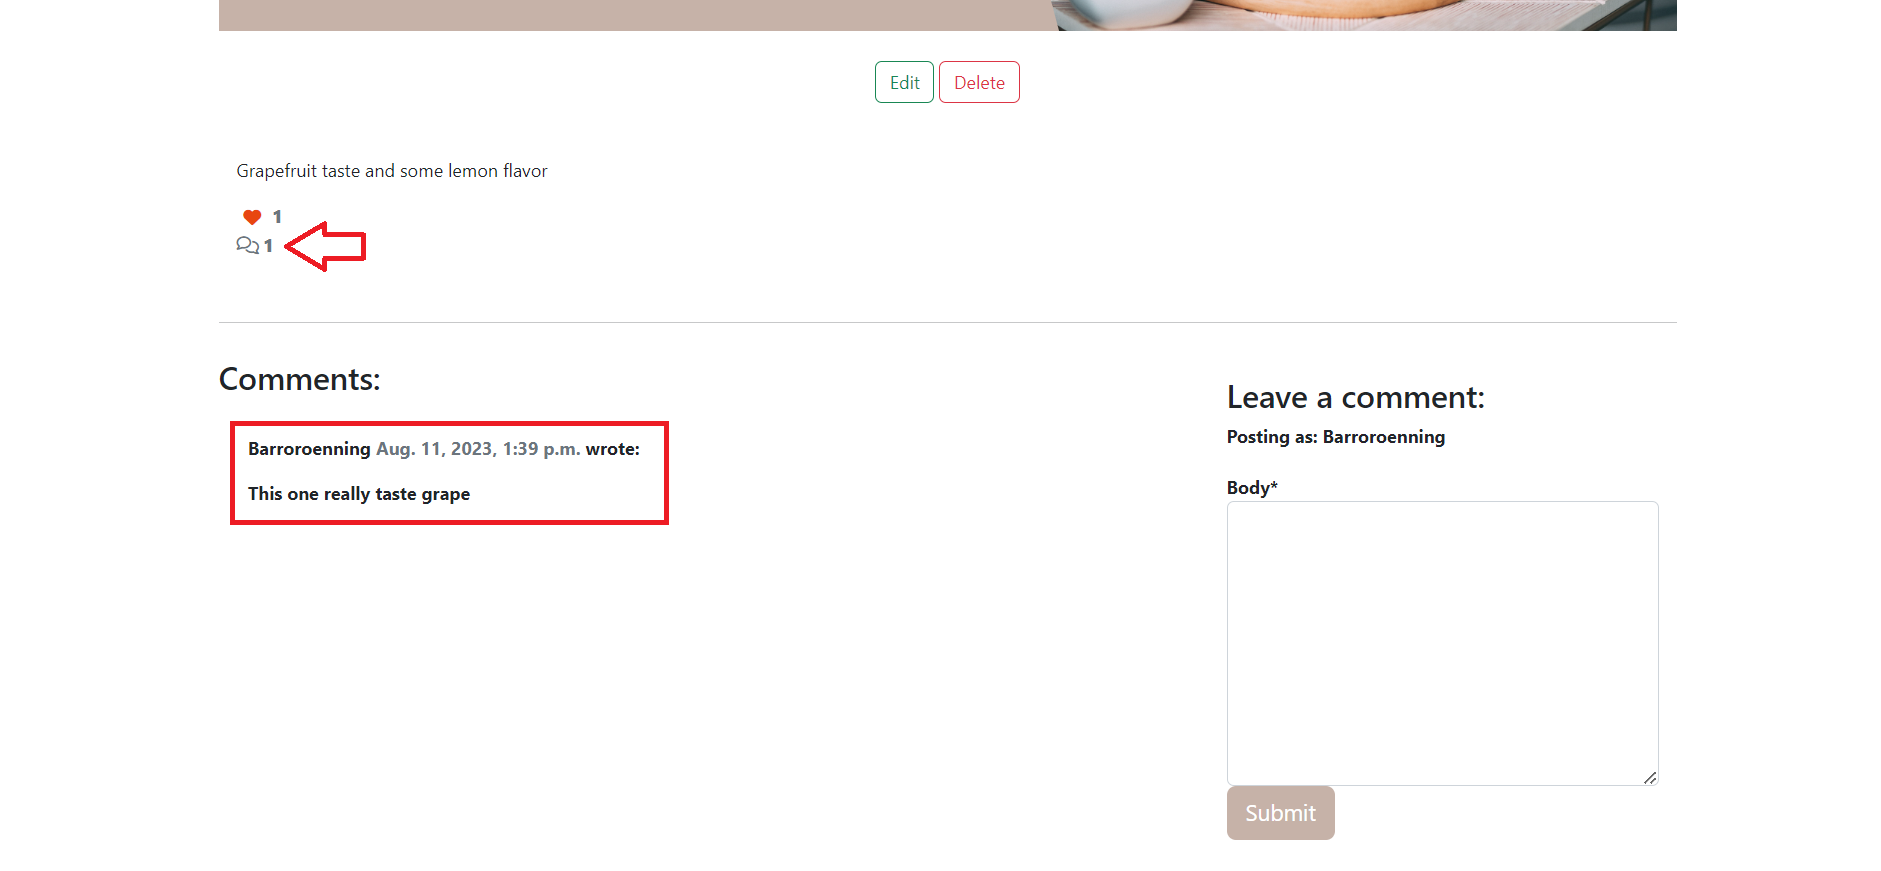 Edit Delete
Grapefruit taste and some lemon flavor
1
1
Comments:
Barroroenning Aug. 11, 2023, 1:39 p.m. wrote:
This one really taste grape
Leave a comment:
Posting as: Barroroenning
Body*
Submit